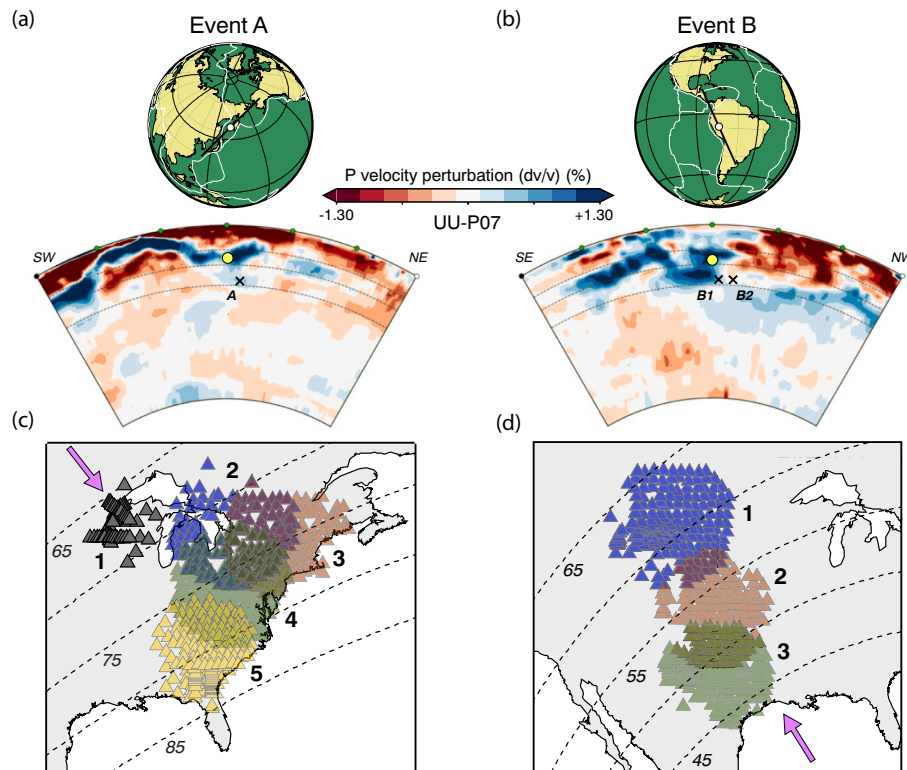 (a)
Event A
(b)
Event B
P velocity perturbation (dv/v) (%)
-1.30
UU-P07
+1.30
SW
NE
A
SE
NW
B1
B2
(c)
2
1
65
3
4
75
5
85
(d)
1
65
2
3
55
45